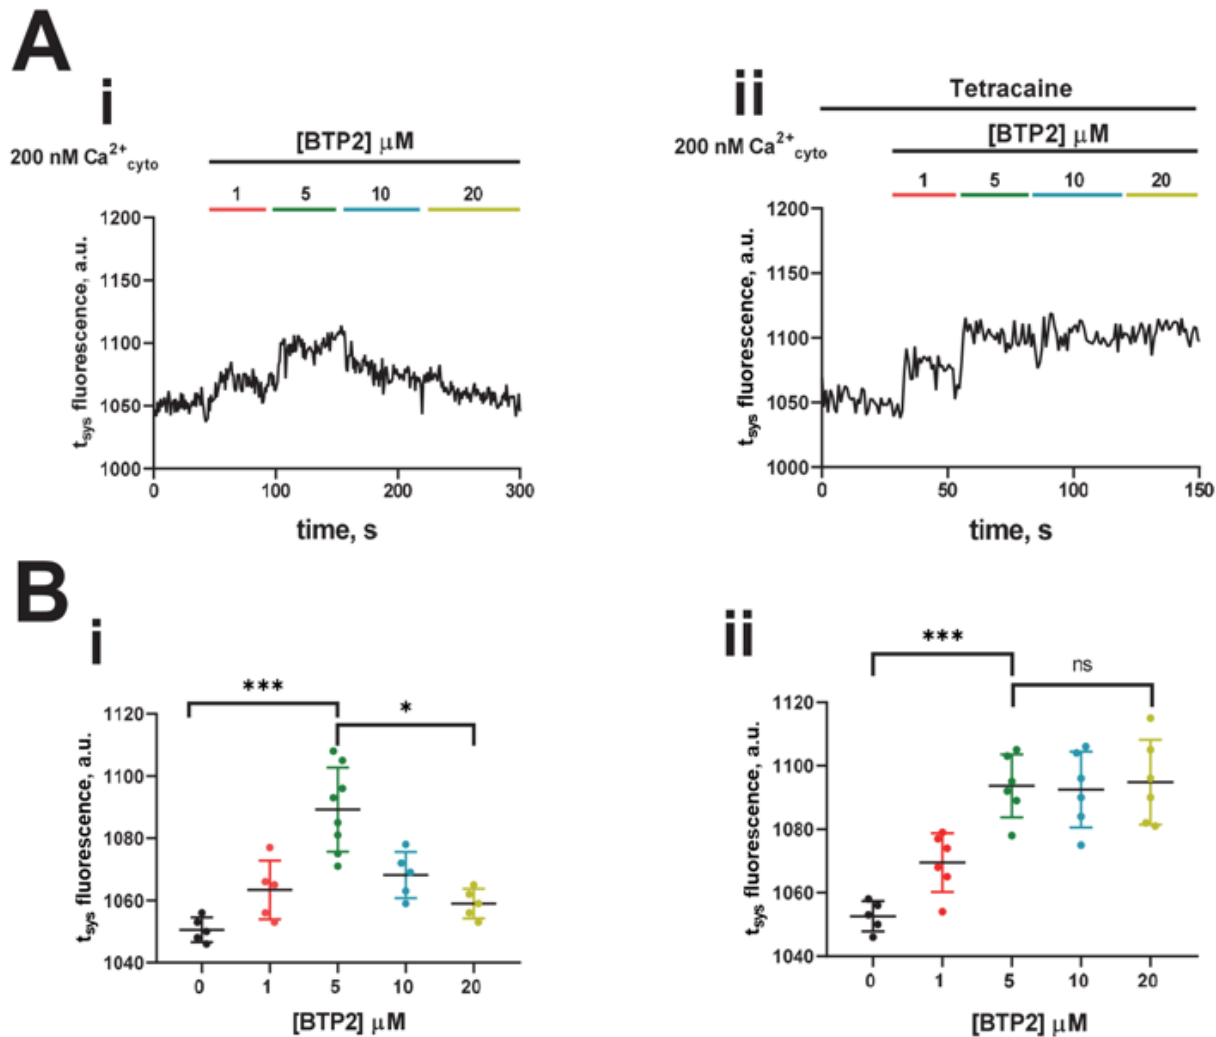 A
i
200 nM Ca2+cyto
[BTP2] μM
1 5 10 20
1200
1150
1100
1050
1000
tsys fluorescence, a.u.
0 100 200 300
time, s
ii
Tetracaine
200 nM Ca2+cyto
[BTP2] μM
1 5 10 20
1200
1150
1100
1050
1000
tsys fluorescence, a.u.
0 50 100 150
time, s
B
i
***
*
1120
1100
1080
1060
1040
tsys fluorescence, a.u.
0 1 5 10 20
[BTP2] μM
ii
***
ns
1120
1100
1080
1060
1040
tsys fluorescence, a.u.
0 1 5 10 20
[BTP2] μM